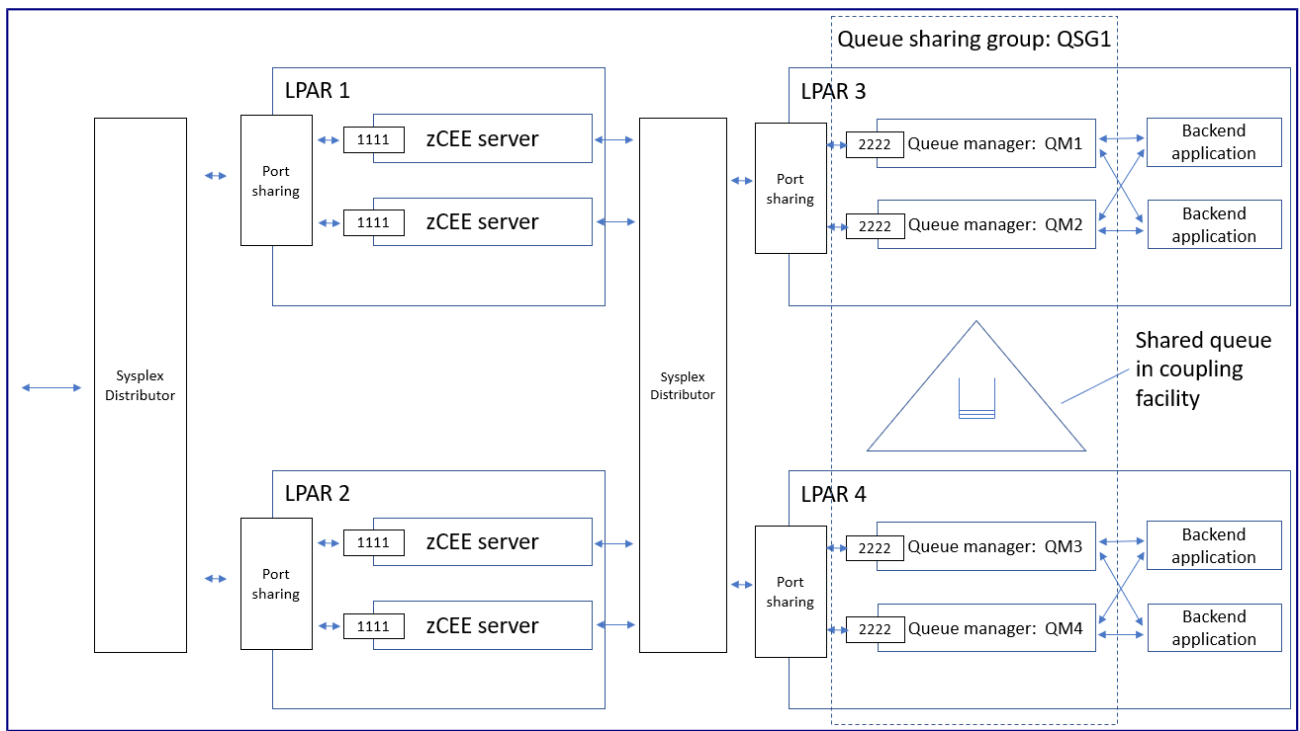 Queue sharing group: QSG1
LPAR 1
Port
sharing
1111
zCEE server
1111
zCEE server
LPAR 3
Port
sharing
2222
Queue manager: QM1
2222
Queue manager: QM2
Backend
application
Backend
application
Sysplex
Distributor
Sysplex
Distributor
Shared queue
in coupling
facility
LPAR 2
Port
sharing
1111
zCEE server
1111
zCEE server
LPAR 4
Port
sharing
2222
Queue manager: QM3
2222
Queue manager: QM4
Backend
application
Backend
application